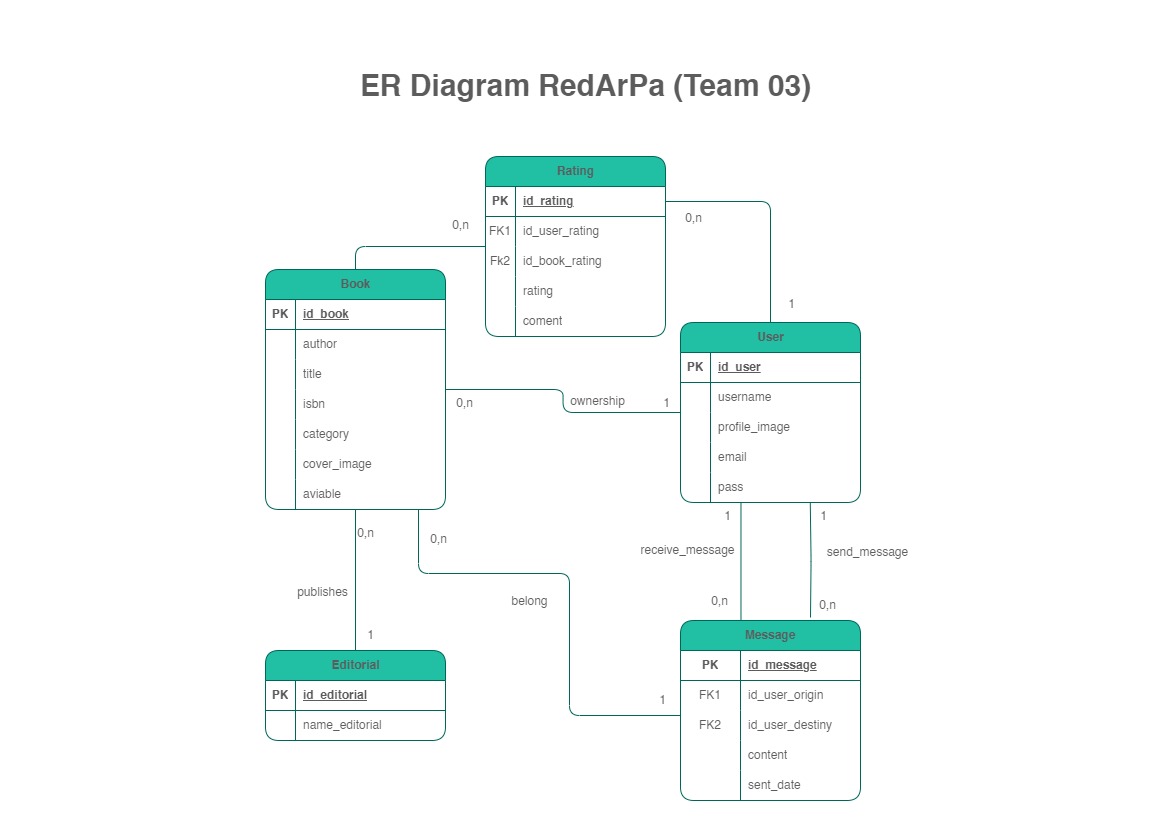 ER Diagram RedArPa (Team 03)
Rating
PK id_rating
FK1 id_user_rating
Fk2 id_book_rating
rating
coment
0,n
0,n
1
Book
PK id_book
author
title
isbn
category
cover_image
aviable
User
PK id_user
username
profile_image
email
pass
0,n
ownership
1
0,n
publishes
1
0,n
belong
1
1
receive_message
0,n
1
send_message
0,n
Editorial
PK id_editorial
name_editorial
Message
PK id_message
FK1 id_user_origin
FK2 id_user_destiny
content
sent_date